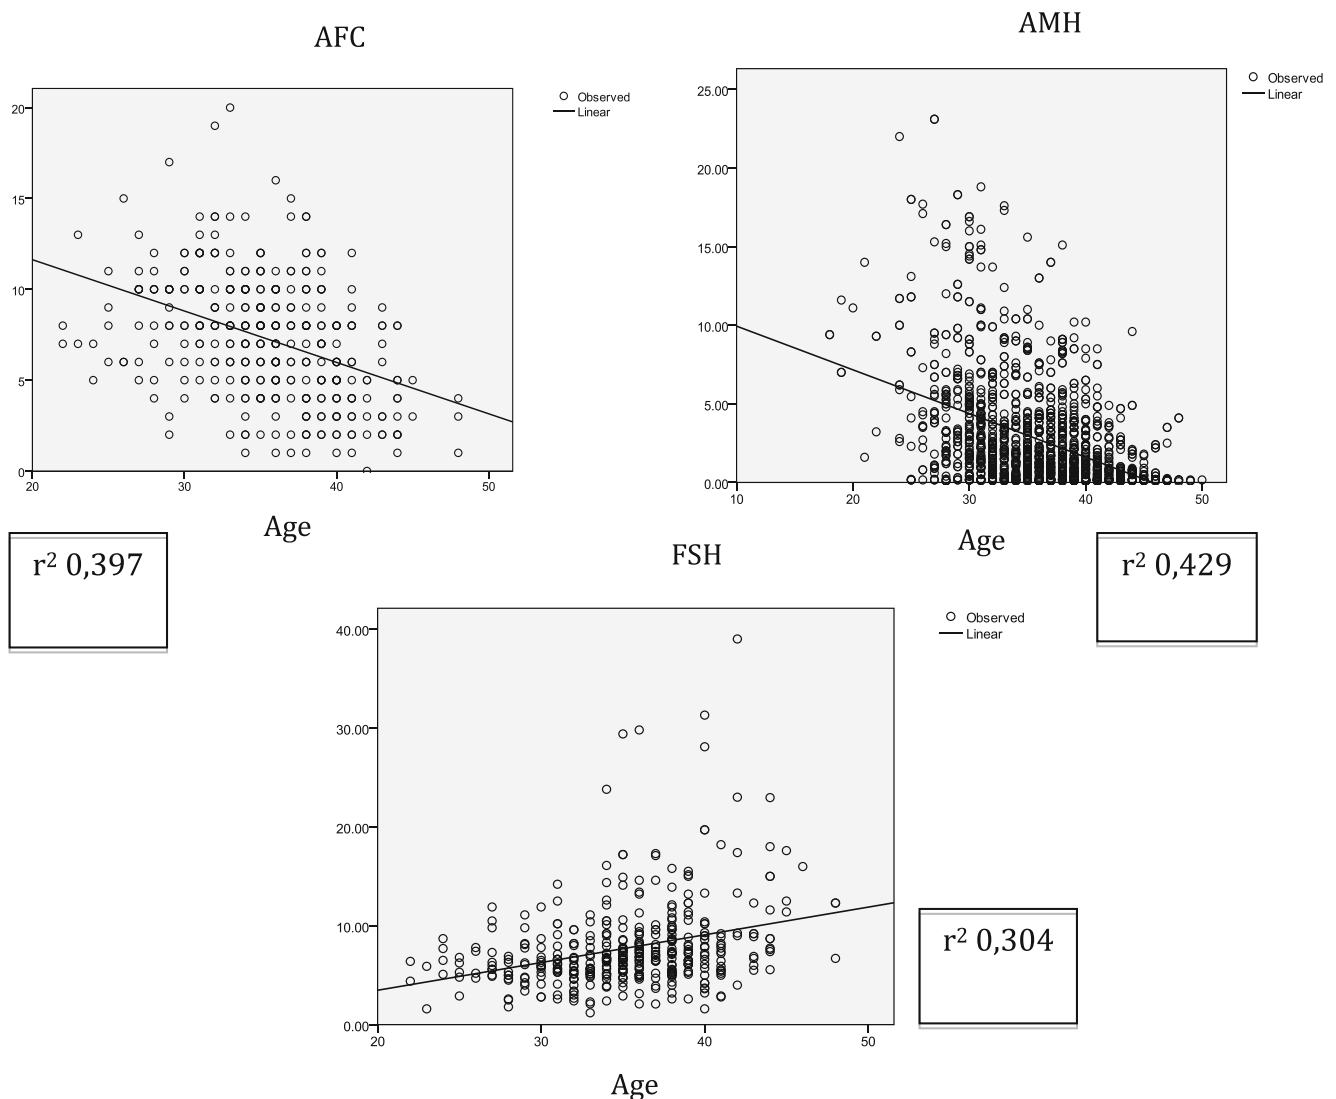 AFC
20
15
10
5
0
20 30 40 50
Observed
Linear
Age
r² 0,397
AMH
25.00
20.00
15.00
10.00
5.00
0.00
10 20 30 40 50
Observed
Linear
Age
r² 0,429
FSH
40.00
30.00
20.00
10.00
0.00
20 30 40 50
Observed
Linear
Age
r² 0,304